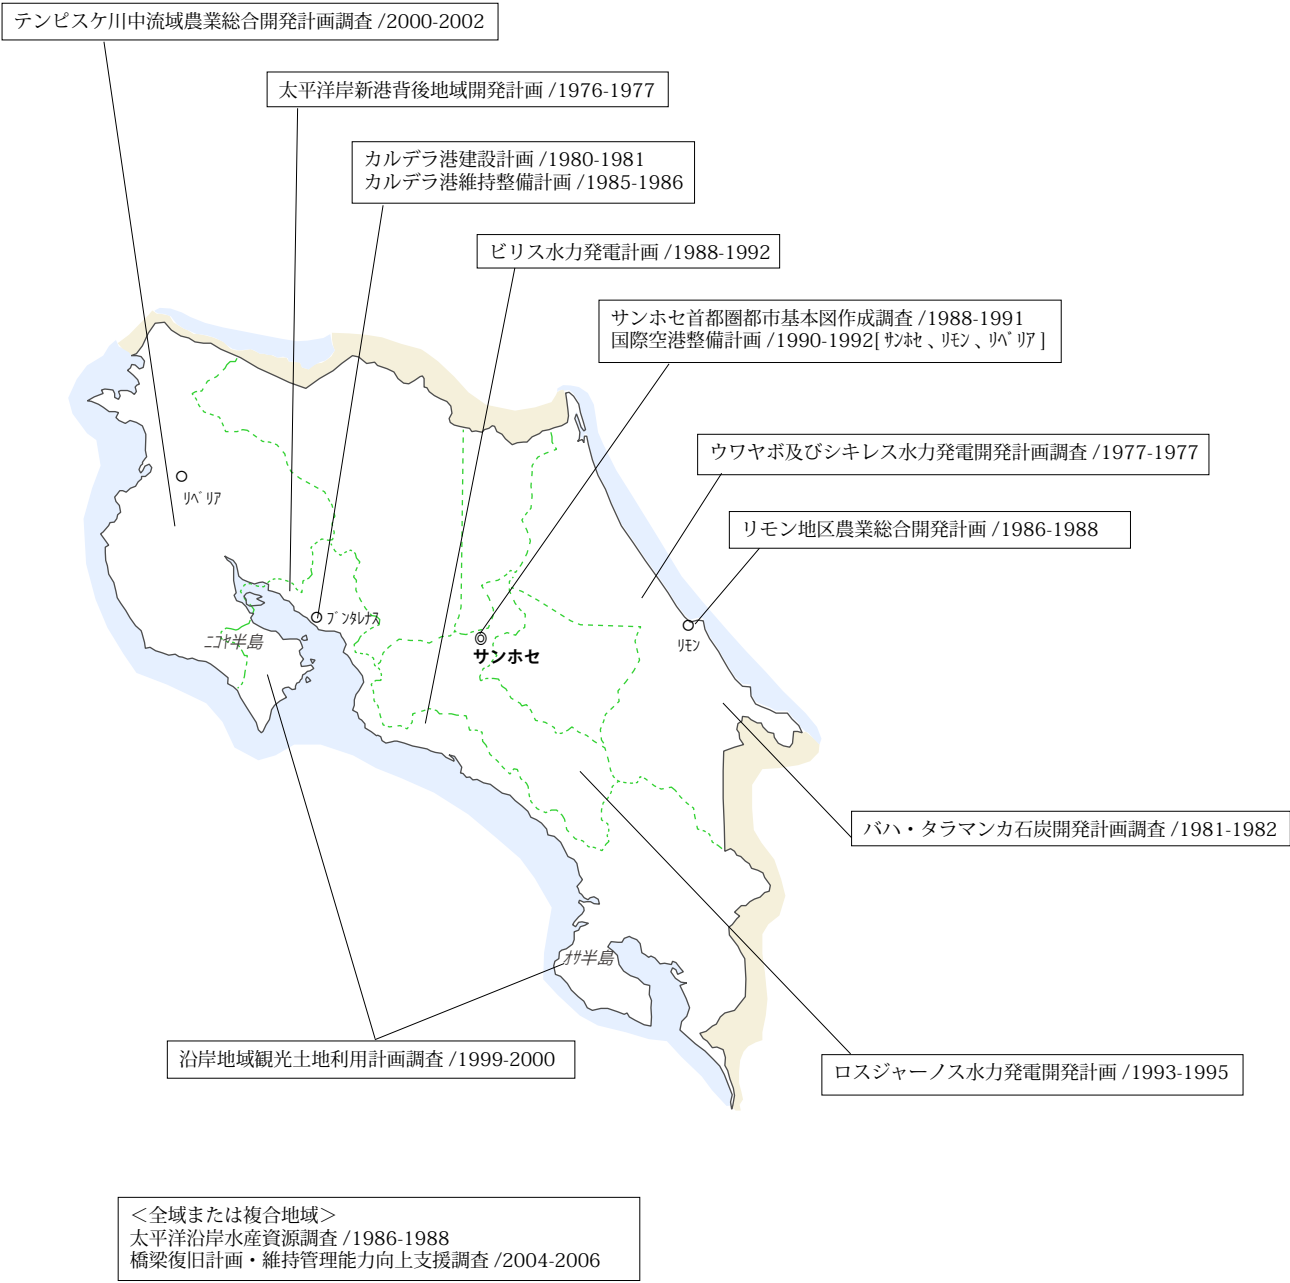 テンピスケ川中流域農業総合開発計画調査 /2000-2002
太平洋岸新港背後地域開発計画 /1976-1977
カルデラ港建設計画 /1980-1981
カルデラ港維持整備計画 /1985-1986
ビリス水力発電計画 /1988-1992
サンホセ首都圏都市基本図作成調査 /1988-1991
国際空港整備計画 /1990-1992[ ｻﾝﾎｾ 、ﾘﾓﾝ 、ﾘﾍﾞﾘｱ ]
ウワヤボ及びシキレス水力発電開発計画調査 /1977-1977
ﾘﾍﾞﾘｱ
リモン地区農業総合開発計画 /1986-1988
ﾌﾟﾝﾀﾚﾅｽ
ﾆｺﾔ半島
サンホセ
ﾘﾓﾝ
バハ・タラマンカ石炭開発計画調査 /1981-1982
ｵｻ半島
沿岸地域観光土地利用計画調査 /1999-2000
ロスジャーノス水力発電開発計画 /1993-1995
＜全域または複合地域＞
太平洋沿岸水産資源調査 /1986-1988
橋梁復旧計画・維持管理能力向上支援調査 /2004-2006